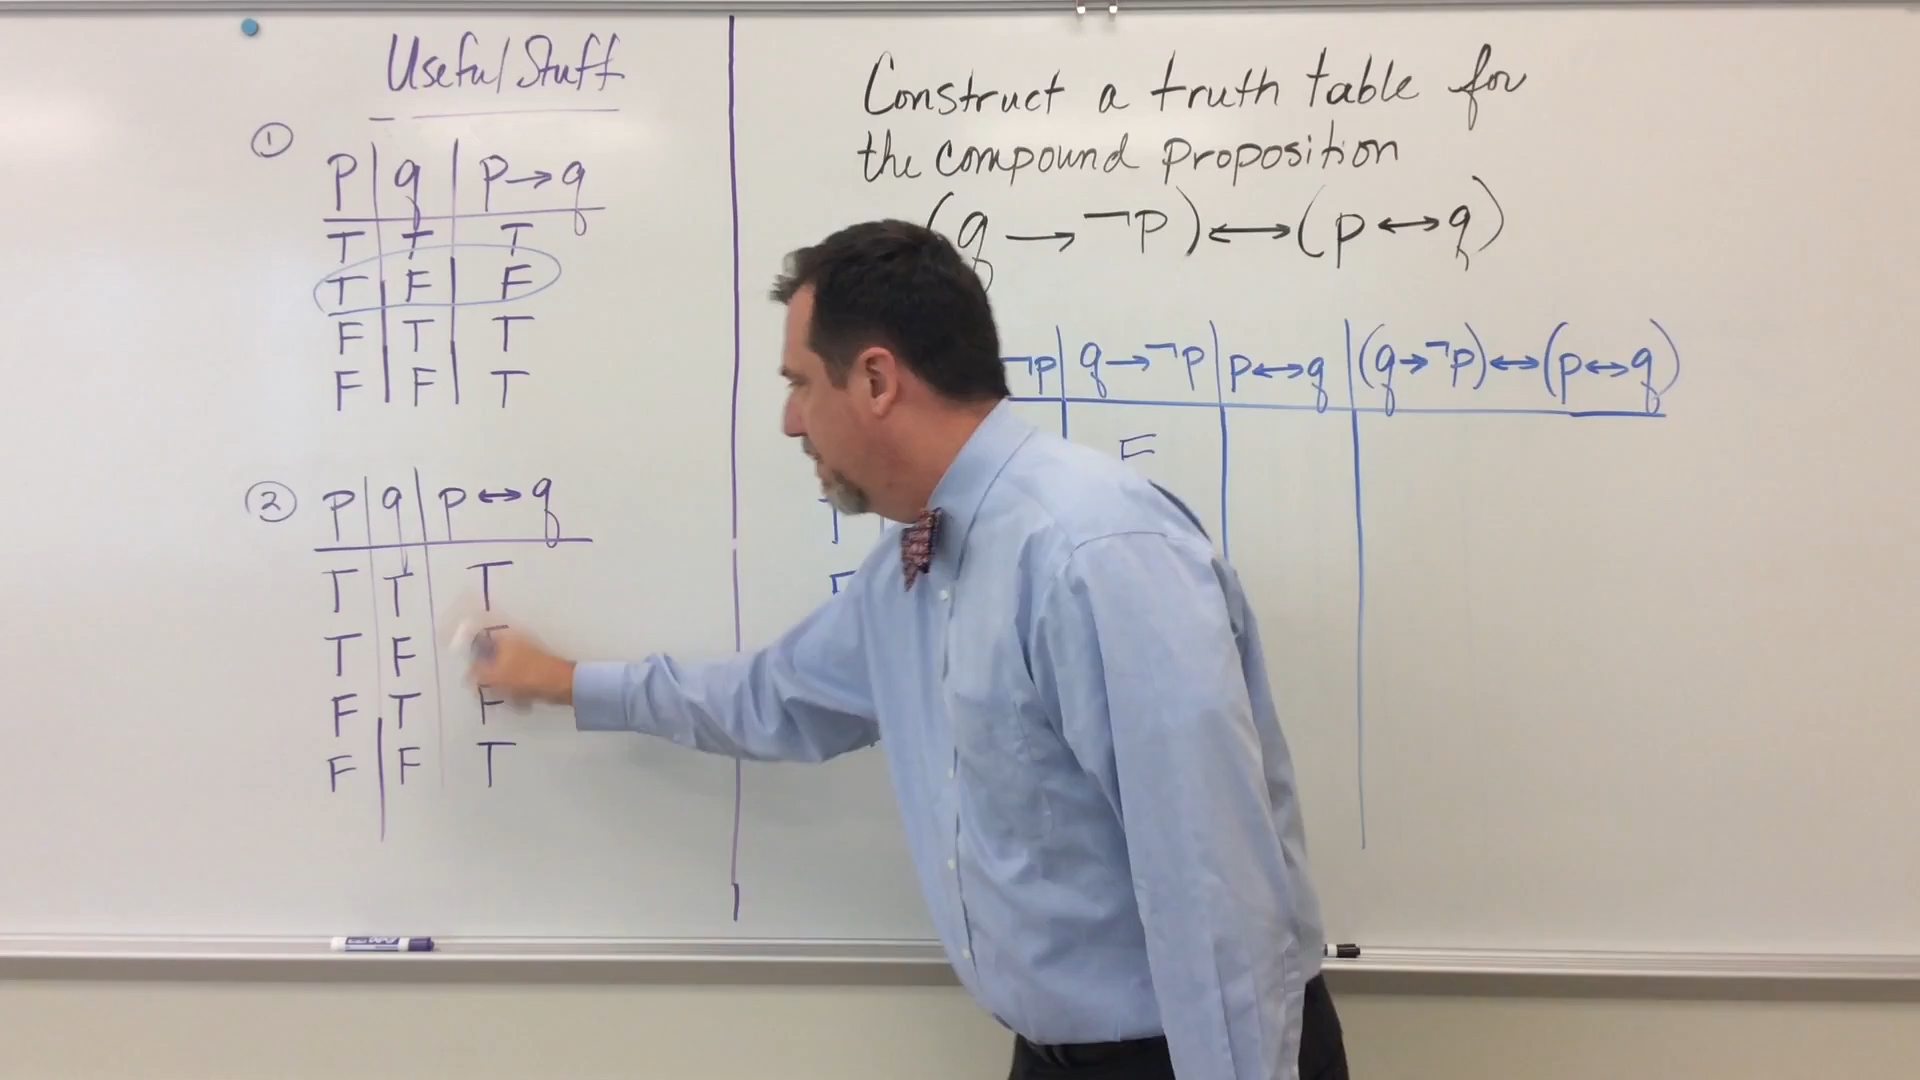 Useful Stuff
① p q p→q
T T T
T F F
F T T
F F T
② p q p↔q
T T T
T F F
F T F
F F T
Construct a truth table for
the compound proposition
(q → ¬p) ↔ (p ↔ q)
¬p q→¬p p↔q (q→¬p)↔(p↔q)
F
T
F